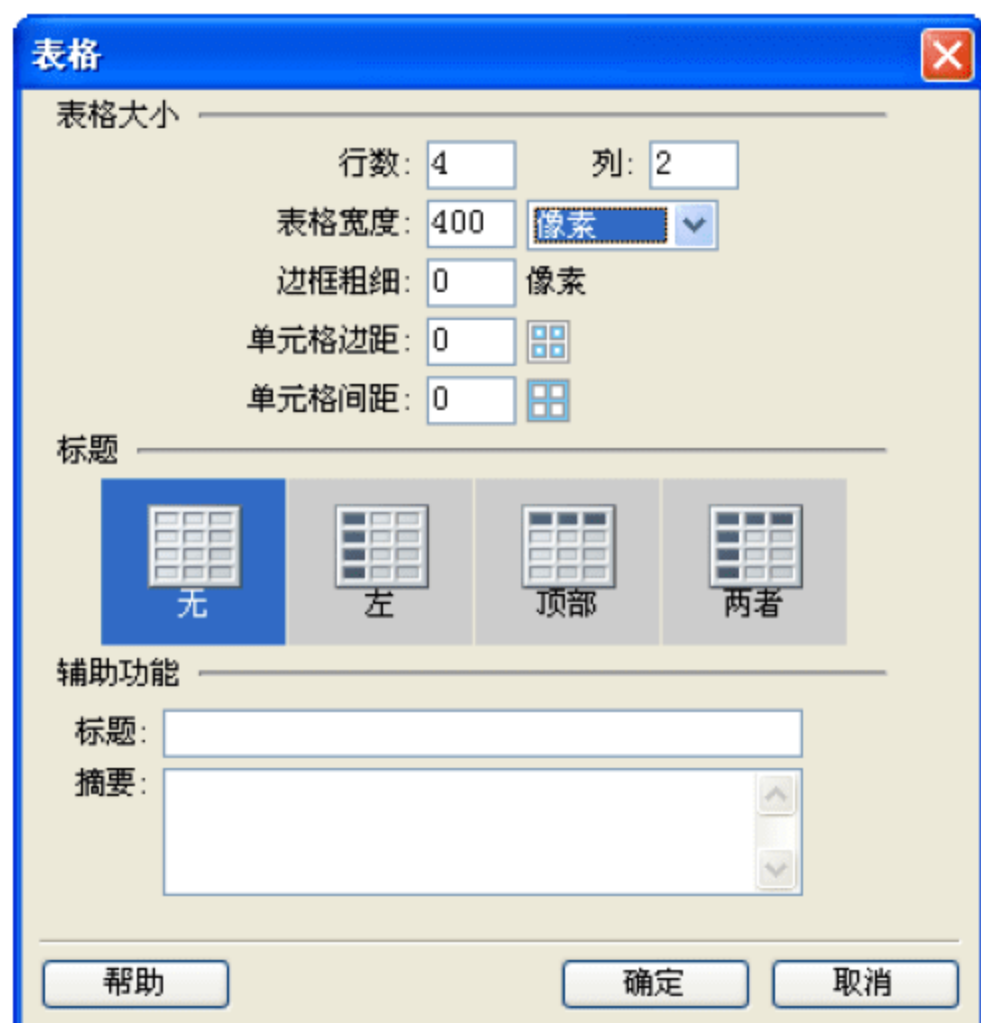 表格
表格大小
行数: 4 列: 2
表格宽度: 400 像素
边框粗细: 0 像素
单元格边距: 0
单元格间距: 0
标题
无 左 顶部 两者
辅助功能
标题:
摘要:
帮助 确定 取消